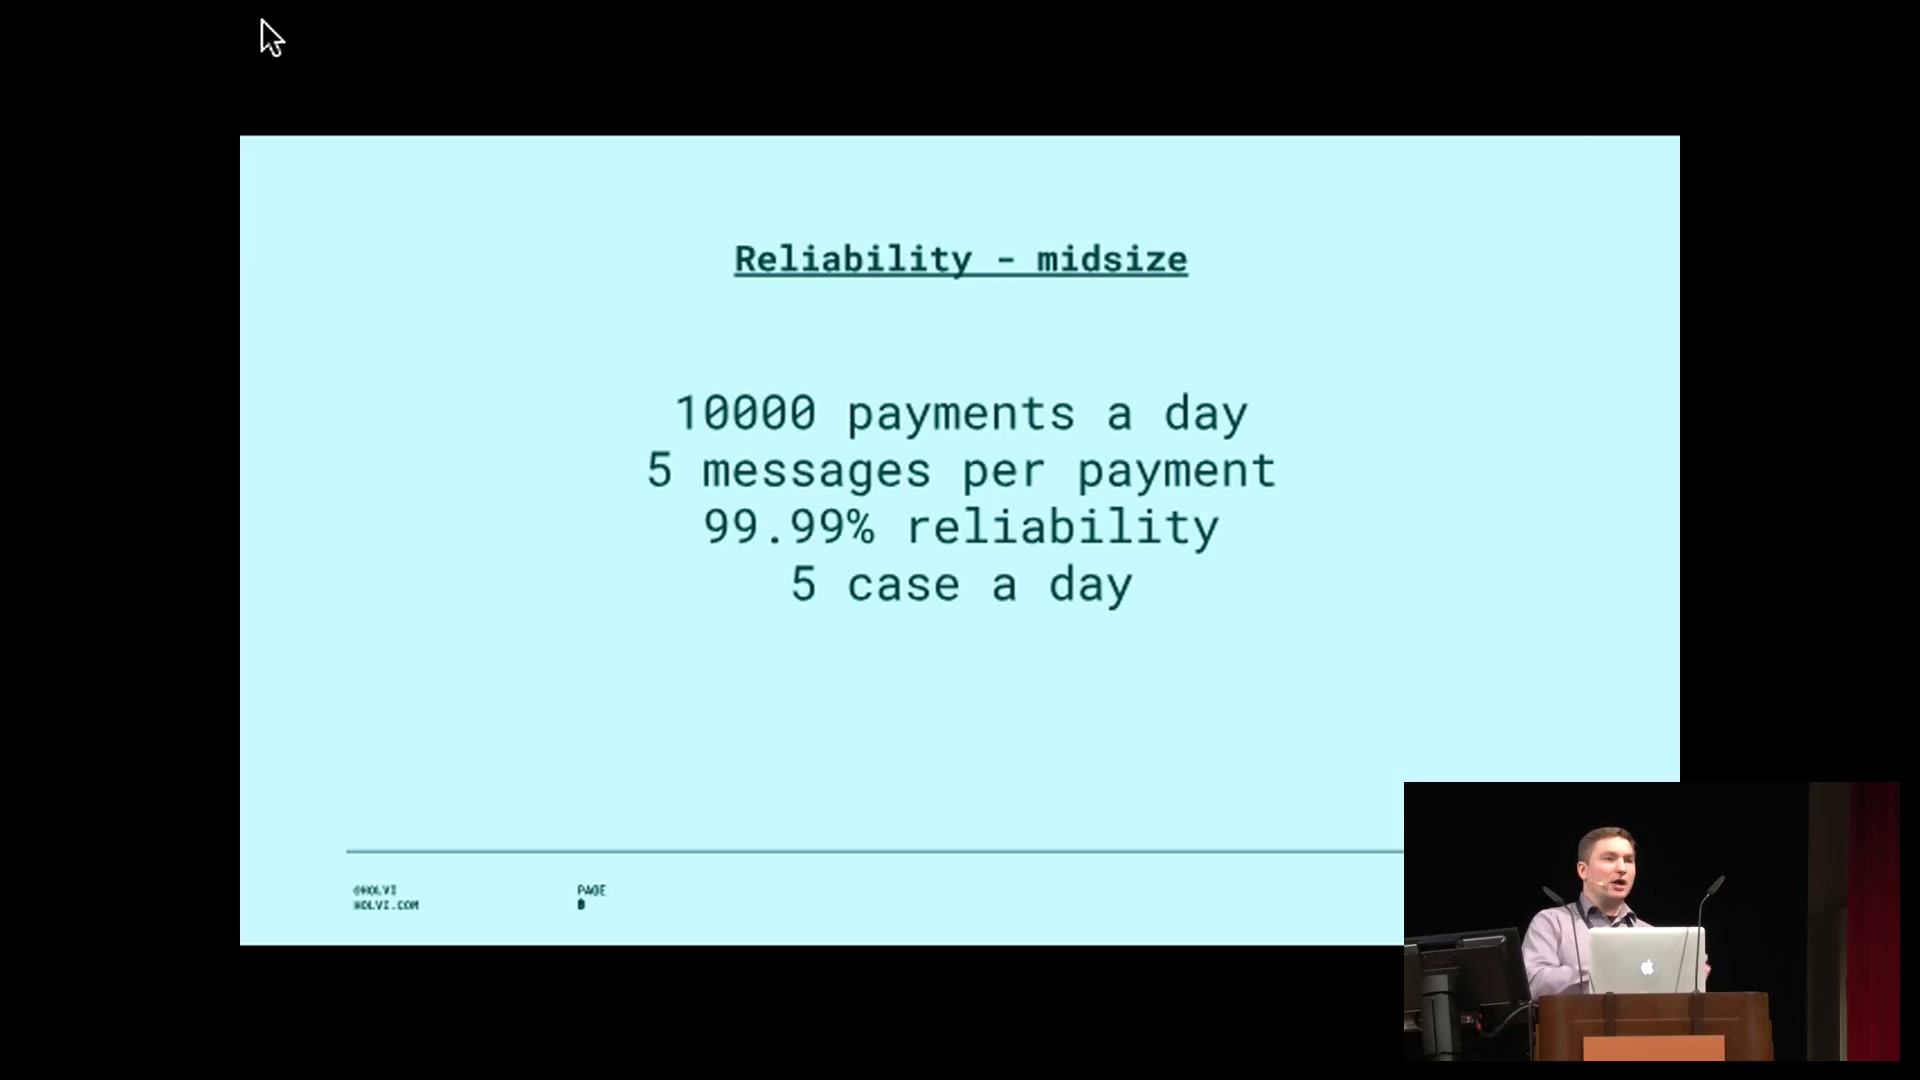 Reliability - midsize
10000 payments a day
5 messages per payment
99.99% reliability
5 case a day
@HOLVI
HOLVI.COM
PAGE
8